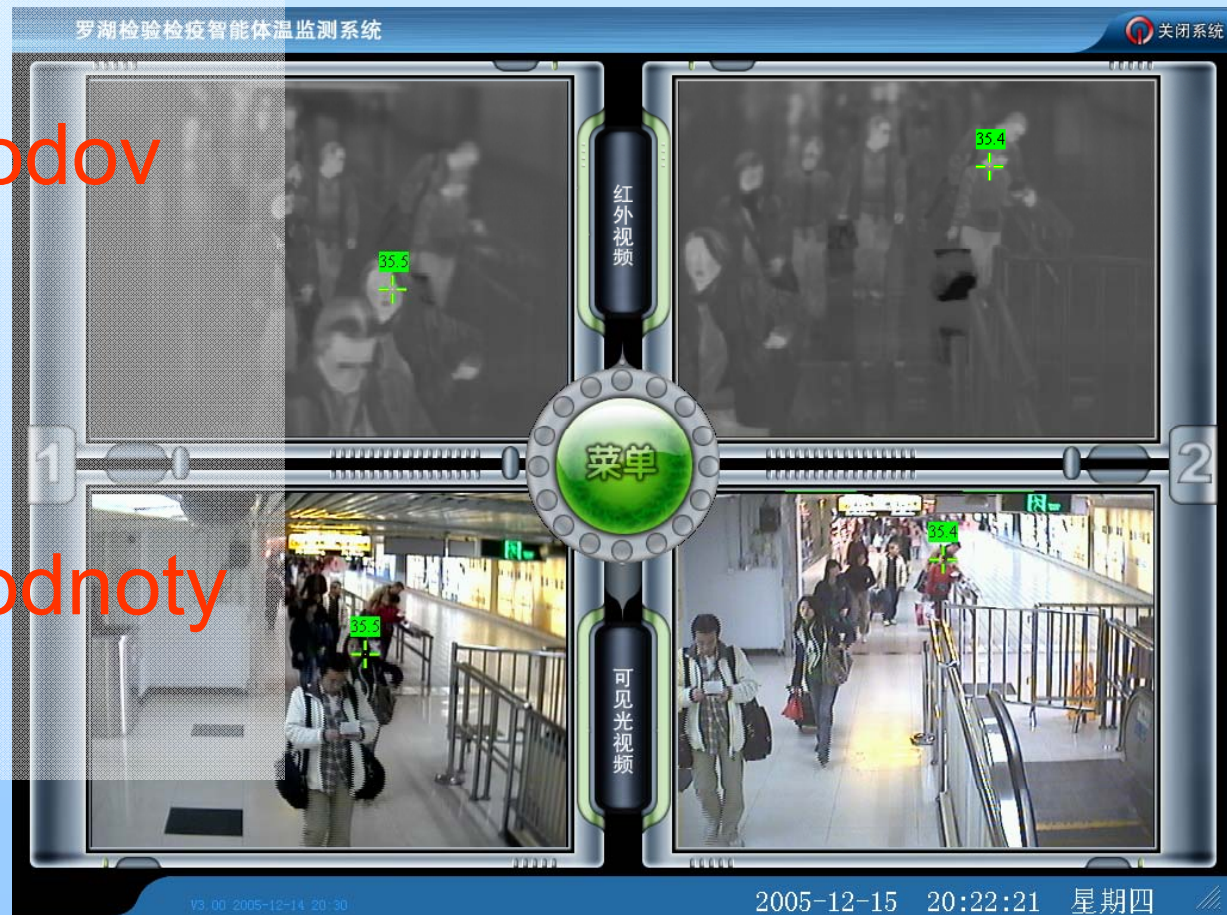 罗湖检验检疫智能体温监测系统
关闭系统
odov
35.5
35.4
红外视频
1
菜单
2
odnoty
35.5
35.4
可见光视频
V3.00 2005-12-14 20:30
2005-12-15 20:22:21 星期四